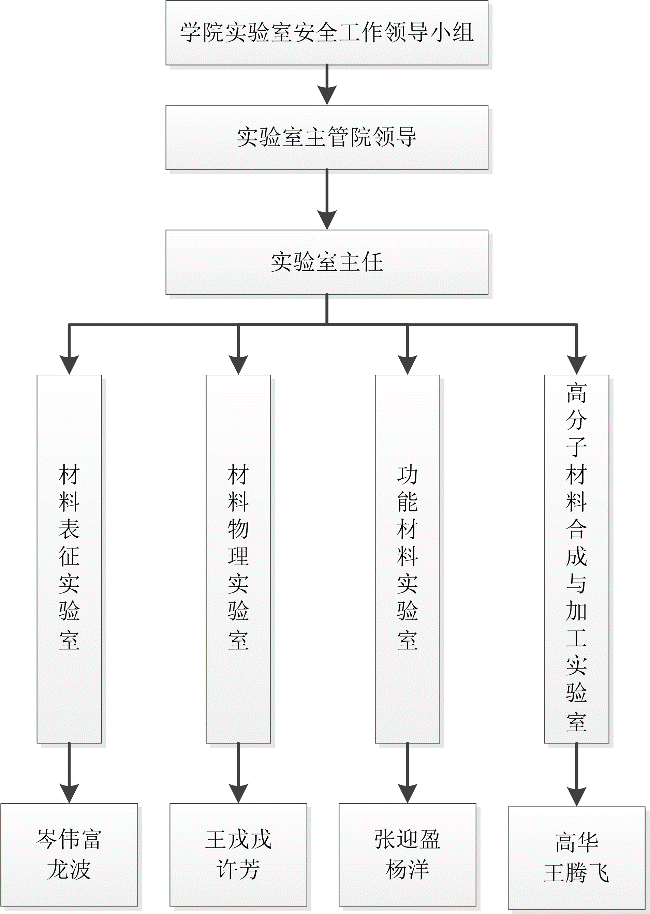 学院实验室安全工作领导小组
实验室主管院领导
实验室主任
材料表征实验室
材料物理实验室
功能材料实验室
高分子材料合成与加工实验室
岑伟富
龙波
王戎戎
许芳
张迎盈
杨洋
高华
王腾飞